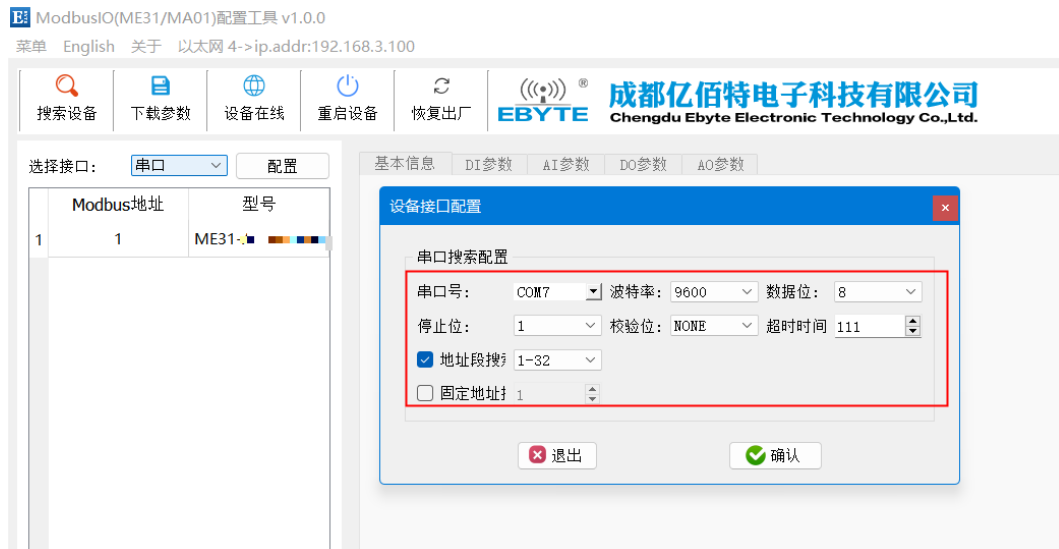 ModbusIO(ME31/MA01)配置工具 v1.0.0
菜单 English 关于 以太网 4->ip.addr:192.168.3.100
搜索设备 下载参数 设备在线 重启设备 恢复出厂
EBYTE ®
成都亿佰特电子科技有限公司
Chengdu Ebyte Electronic Technology Co.,Ltd.
选择接口: 串口 配置
基本信息 DI参数 AI参数 DO参数 AO参数
Modbus地址 型号
1 1 ME31-
设备接口配置
串口搜索配置
串口号: COM7 波特率: 9600 数据位: 8
停止位: 1 校验位: NONE 超时时间 111
地址段搜 1-32
固定地址 1
退出 确认